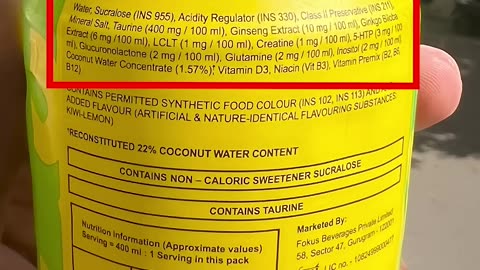 Water, Sucralose (INS 955), Acidity Regulator (INS 330), Class II Preservative (INS 211),
Mineral Salt, Taurine (400 mg / 100 ml), Ginseng Extract (10 mg / 100 ml), Ginkgo Biloba
Extract (6 mg / 100 ml), LCLT (1 mg / 100 ml), Creatine (1 mg / 100 ml), 5-HTP (3 mg /
100 ml), Glucuronolactone (2 mg / 100 ml), Glutamine (2 mg / 100 ml), Inositol (2 mg / 100 ml),
Coconut Water Concentrate (1.57%),† Vitamin D3, Niacin (Vit B3), Vitamin Premix (B2, B6,
B12)
CONTAINS PERMITTED SYNTHETIC FOOD COLOUR (INS 102, INS 113) AND
ADDED FLAVOUR (ARTIFICIAL & NATURE-IDENTICAL FLAVOURING SUBSTANCES:
KIWI-LEMON)
†RECONSTITUTED 22% COCONUT WATER CONTENT
CONTAINS NON – CALORIC SWEETENER SUCRALOSE
CONTAINS TAURINE
Nutrition Information (Approximate values)
Serving = 400 ml : 1 Serving in this pack
Marketed By:
Fokus Beverages Private Limited
58, Sector 47, Gurugram - 122001
LIC no.